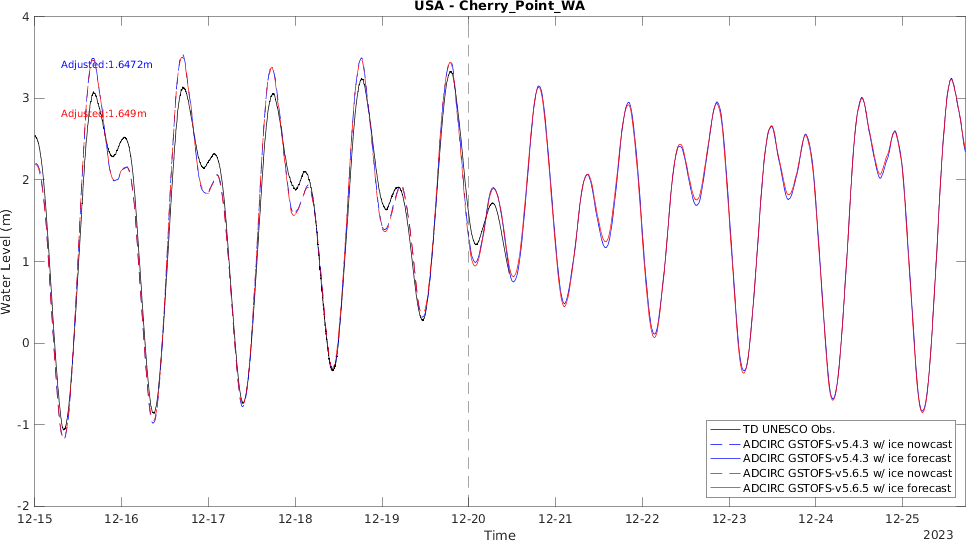 USA - Cherry_Point_WA
4
3
2
1
0
-1
-2
Water Level (m)
Adjusted:1.6472m
Adjusted:1.649m
TD UNESCO Obs.
ADCIRC GSTOFS-v5.4.3 w/ ice nowcast
ADCIRC GSTOFS-v5.4.3 w/ ice forecast
ADCIRC GSTOFS-v5.6.5 w/ ice nowcast
ADCIRC GSTOFS-v5.6.5 w/ ice forecast
12-15 12-16 12-17 12-18 12-19 12-20 12-21 12-22 12-23 12-24 12-25
Time
2023